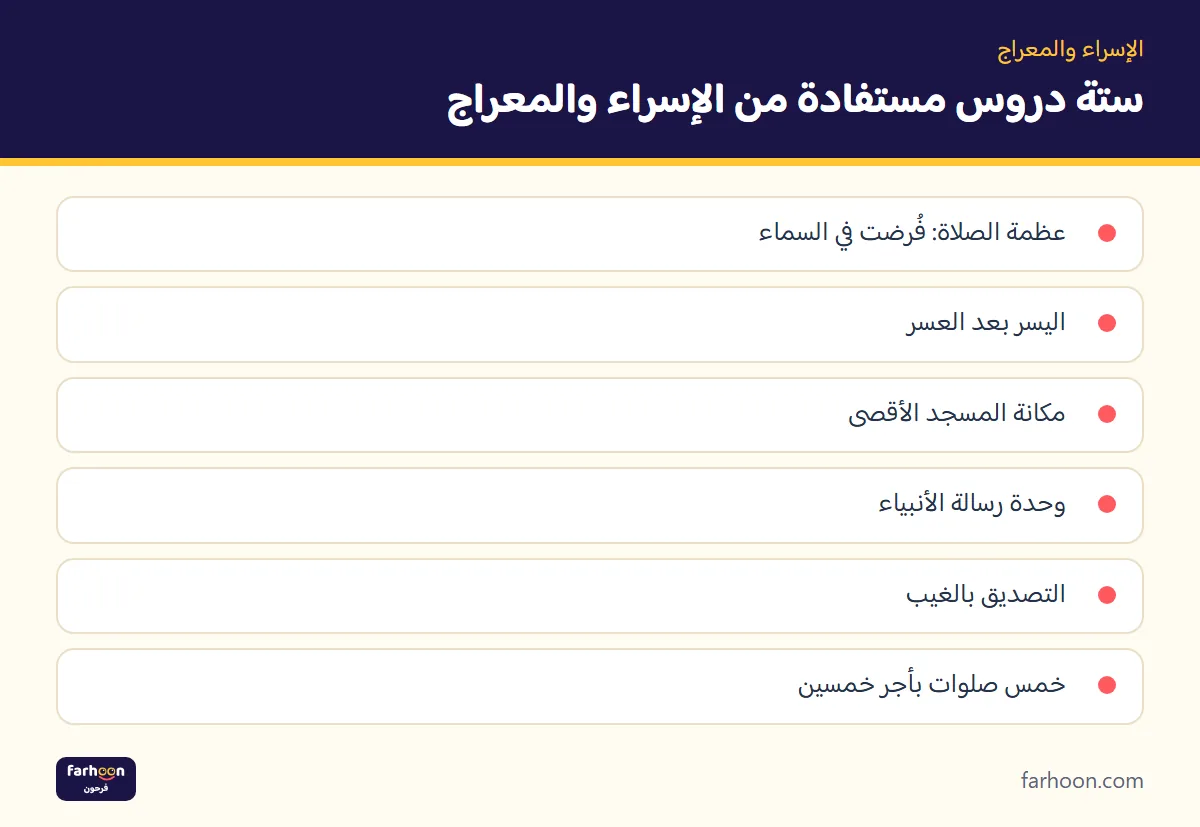 الإسراء والمعراج
ستة دروس مستفادة من الإسراء والمعراج
عظمة الصلاة: فُرضت في السماء
اليسر بعد العسر
مكانة المسجد الأقصى
وحدة رسالة الأنبياء
التصديق بالغيب
خمس صلوات بأجر خمسين
farhoon.com
farhoon
فرحون